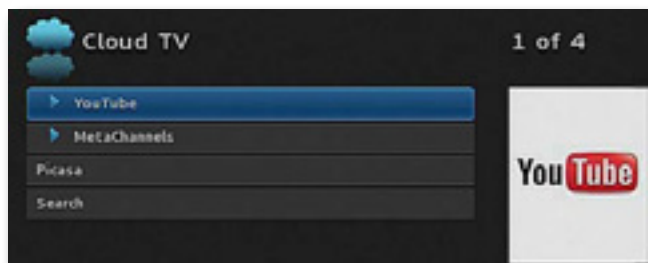 Cloud TV
1 of 4
YouTube
MetaChannels
Picasa
Search
YouTube